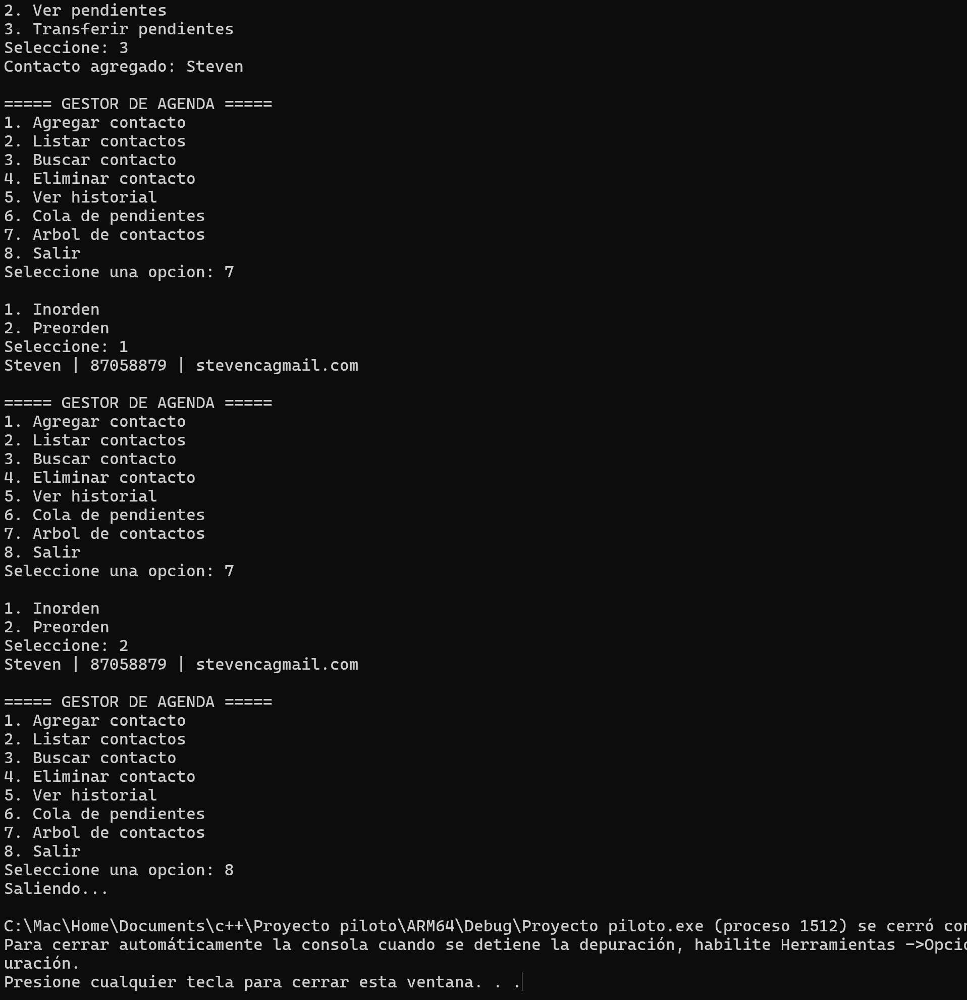 2. Ver pendientes
3. Transferir pendientes
Seleccione: 3
Contacto agregado: Steven
===== GESTOR DE AGENDA =====
1. Agregar contacto
2. Listar contactos
3. Buscar contacto
4. Eliminar contacto
5. Ver historial
6. Cola de pendientes
7. Arbol de contactos
8. Salir
Seleccione una opcion: 7
1. Inorden
2. Preorden
Seleccione: 1
Steven | 87058879 | stevencagmail.com
===== GESTOR DE AGENDA =====
1. Agregar contacto
2. Listar contactos
3. Buscar contacto
4. Eliminar contacto
5. Ver historial
6. Cola de pendientes
7. Arbol de contactos
8. Salir
Seleccione una opcion: 7
1. Inorden
2. Preorden
Seleccione: 2
Steven | 87058879 | stevencagmail.com
===== GESTOR DE AGENDA =====
1. Agregar contacto
2. Listar contactos
3. Buscar contacto
4. Eliminar contacto
5. Ver historial
6. Cola de pendientes
7. Arbol de contactos
8. Salir
Seleccione una opcion: 8
Saliendo...
C:\Mac\Home\Documents\c++\Proyecto piloto\ARM64\Debug\Proyecto piloto.exe (proceso 1512) se cerró con
Para cerrar automáticamente la consola cuando se detiene la depuración, habilite Herramientas ->Opcio
uración.
Presione cualquier tecla para cerrar esta ventana. . .